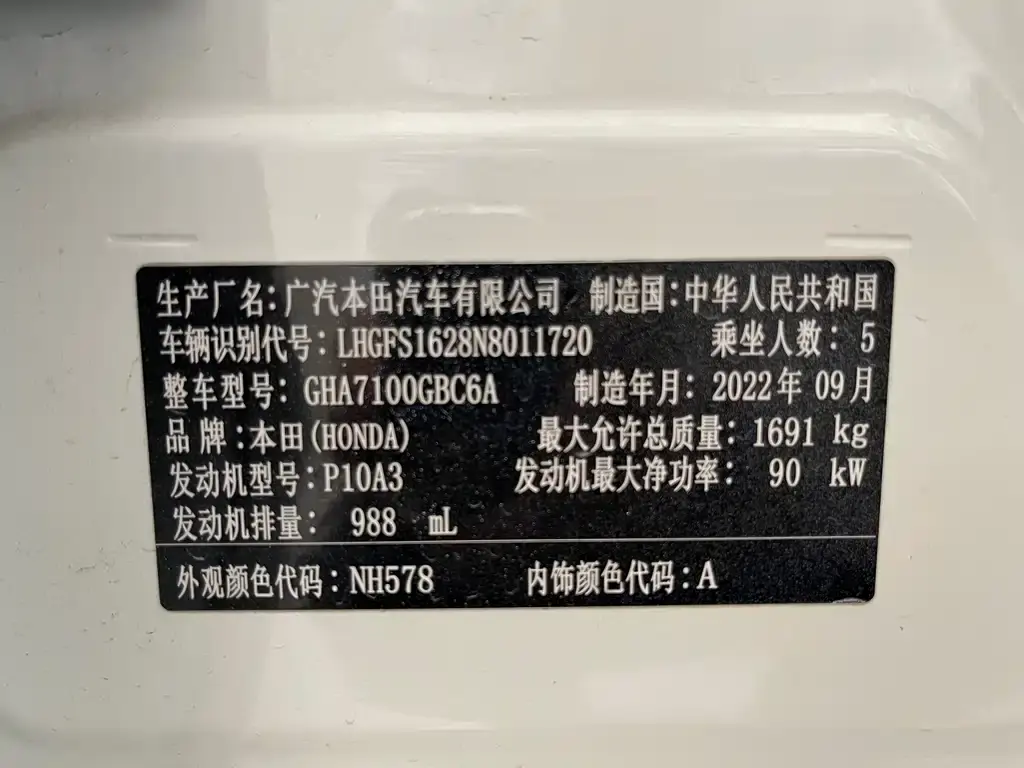 生产厂名:广汽本田汽车有限公司 制造国:中华人民共和国
车辆识别代号: LHGFS1628N8011720 乘坐人数: 5
整车型号: GHA7100GBC6A 制造年月: 2022年 09月
品 牌:本田(HONDA) 最大允许总质量: 1691 kg
发动机型号:P10A3 发动机最大净功率: 90 kW
发动机排量: 988 mL
外观颜色代码:NH578 内饰颜色代码:A